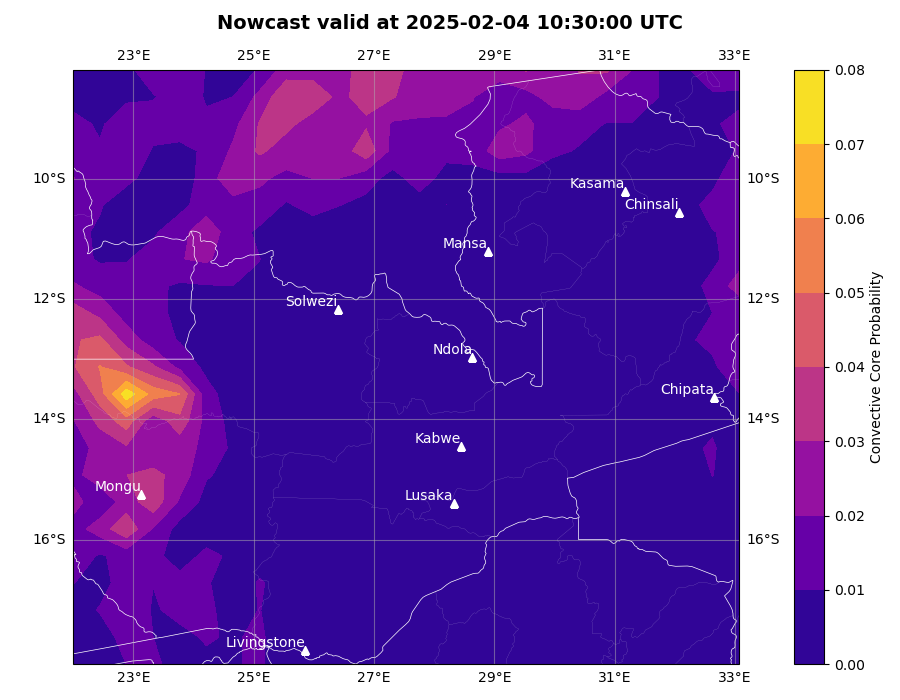 Nowcast valid at 2025-02-04 10:30:00 UTC
23°E 25°E 27°E 29°E 31°E 33°E
0.08
0.07
10°S Kasama 10°S
Chinsali
0.06
Mansa
0.05
12°S Solwezi 12°S
Ndola
0.04
Chipata
14°S 14°S
Kabwe
0.03
Mongu
Lusaka
0.02
16°S 16°S
0.01
Livingstone
0.00
23°E 25°E 27°E 29°E 31°E 33°E
Convective Core Probability